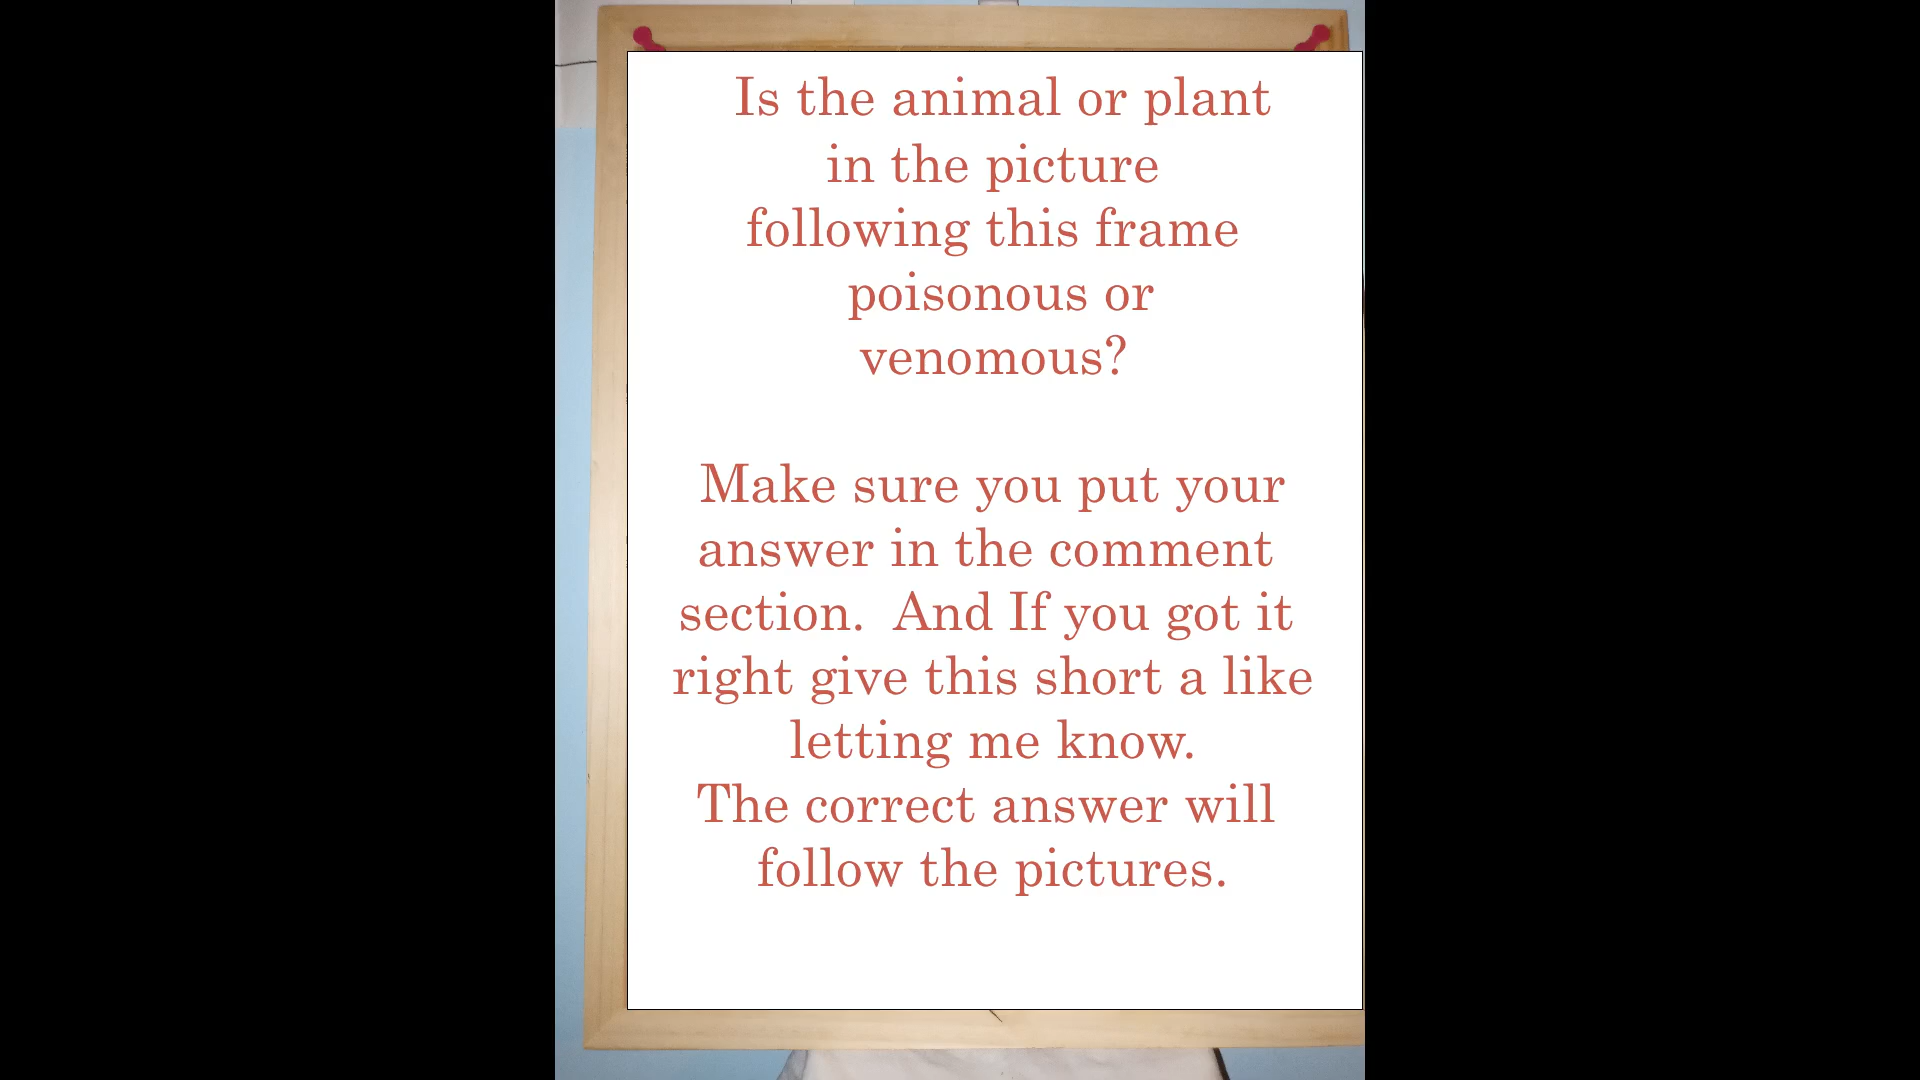 Is the animal or plant
in the picture
following this frame
poisonous or
venomous?
Make sure you put your
answer in the comment
section. And If you got it
right give this short a like
letting me know.
The correct answer will
follow the pictures.